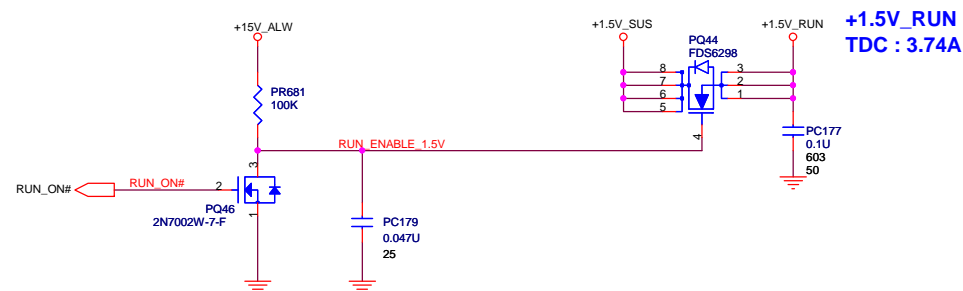 +15V_ALW
+1.5V_SUS
+1.5V_RUN
+1.5V_RUN
TDC : 3.74A
PQ44
FDS6298
8
7
6
5
3
2
1
4
PR681
100K
RUN_ENABLE_1.5V
PC177
0.1U
603
50
RUN_ON#
RUN_ON#
2
3
1
PQ46
2N7002W-7-F
PC179
0.047U
25